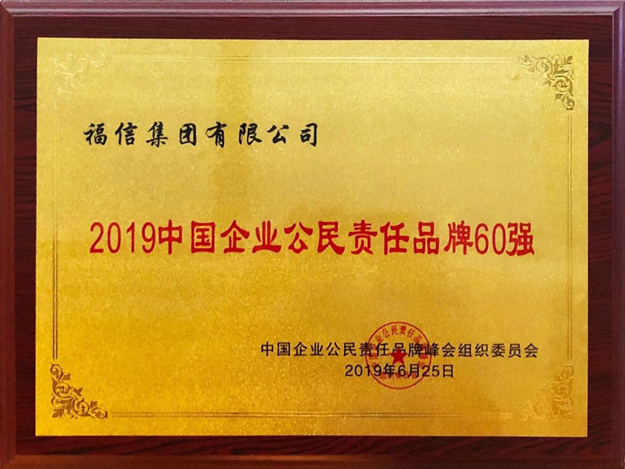 福信集团有限公司
2019中国企业公民责任品牌60强
中国企业公民责任品牌峰会组织委员会
2019年6月25日